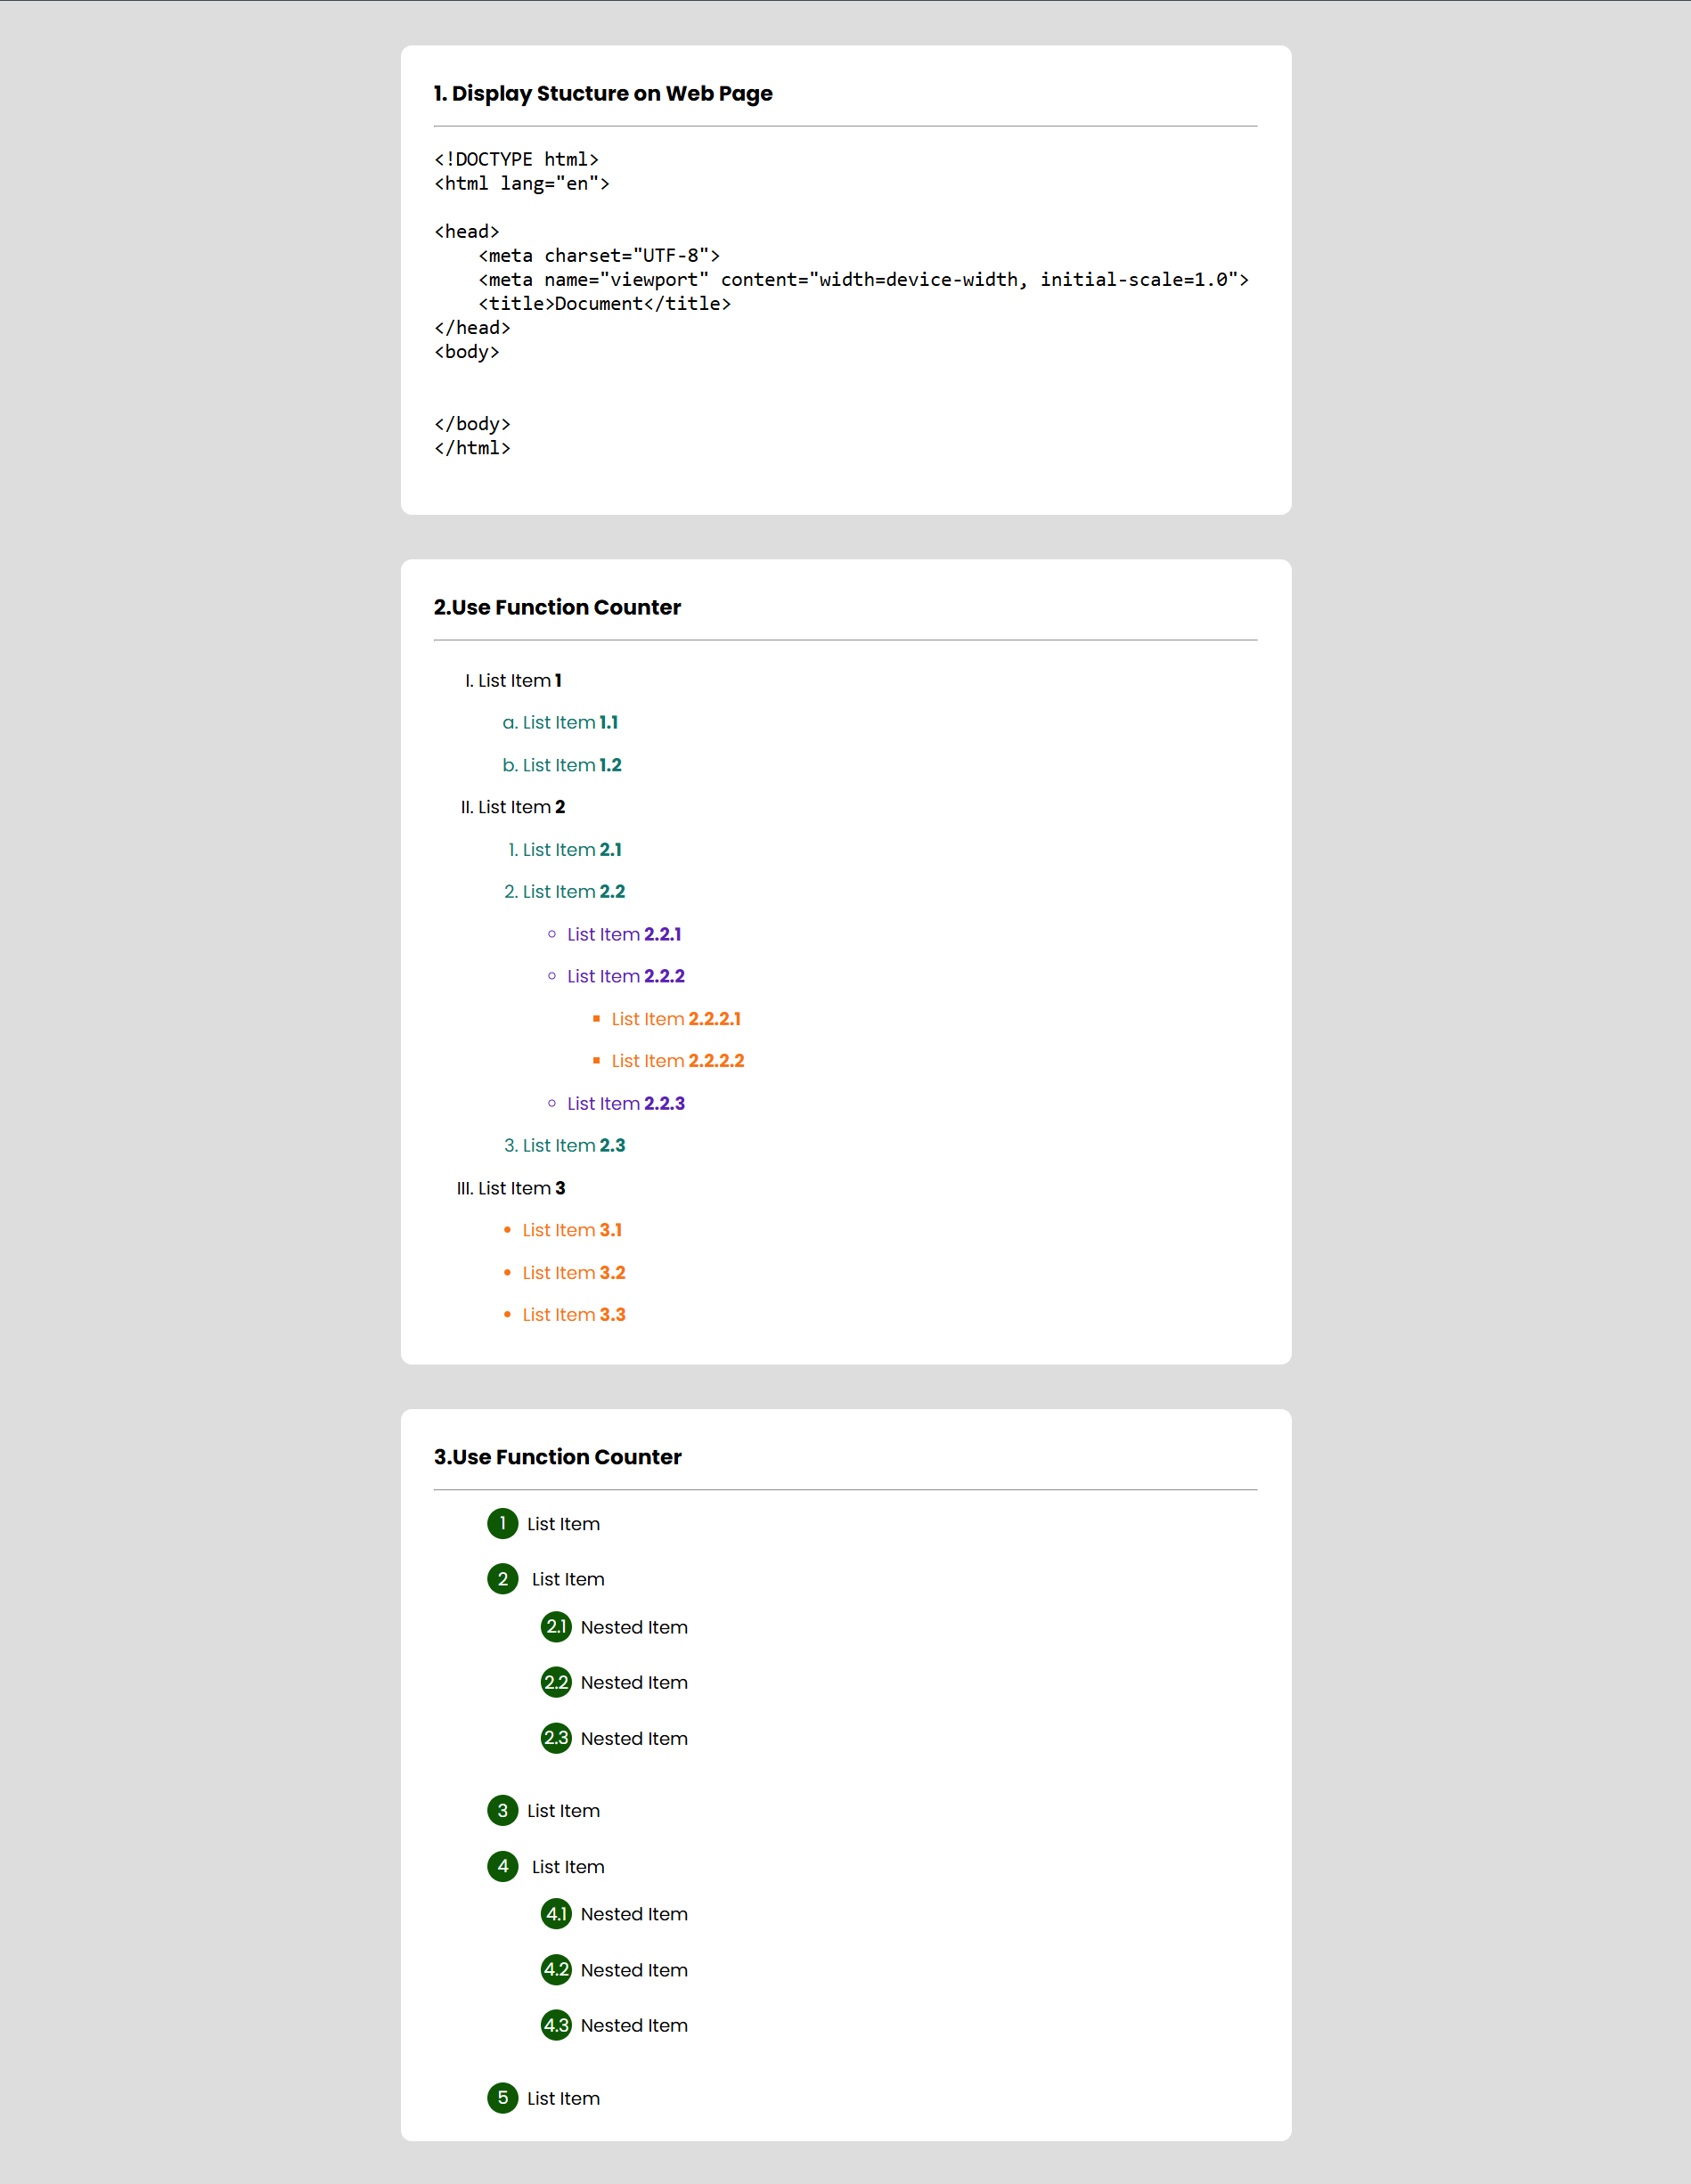 1. Display Stucture on Web Page
<!DOCTYPE html>
<html lang="en">
<head>
    <meta charset="UTF-8">
    <meta name="viewport" content="width=device-width, initial-scale=1.0">
    <title>Document</title>
</head>
<body>
</body>
</html>
2.Use Function Counter
I. List Item 1
a. List Item 1.1
b. List Item 1.2
II. List Item 2
1. List Item 2.1
2. List Item 2.2
◦ List Item 2.2.1
◦ List Item 2.2.2
▪ List Item 2.2.2.1
▪ List Item 2.2.2.2
◦ List Item 2.2.3
3. List Item 2.3
III. List Item 3
• List Item 3.1
• List Item 3.2
• List Item 3.3
3.Use Function Counter
1 List Item
2 List Item
2.1 Nested Item
2.2 Nested Item
2.3 Nested Item
3 List Item
4 List Item
4.1 Nested Item
4.2 Nested Item
4.3 Nested Item
5 List Item